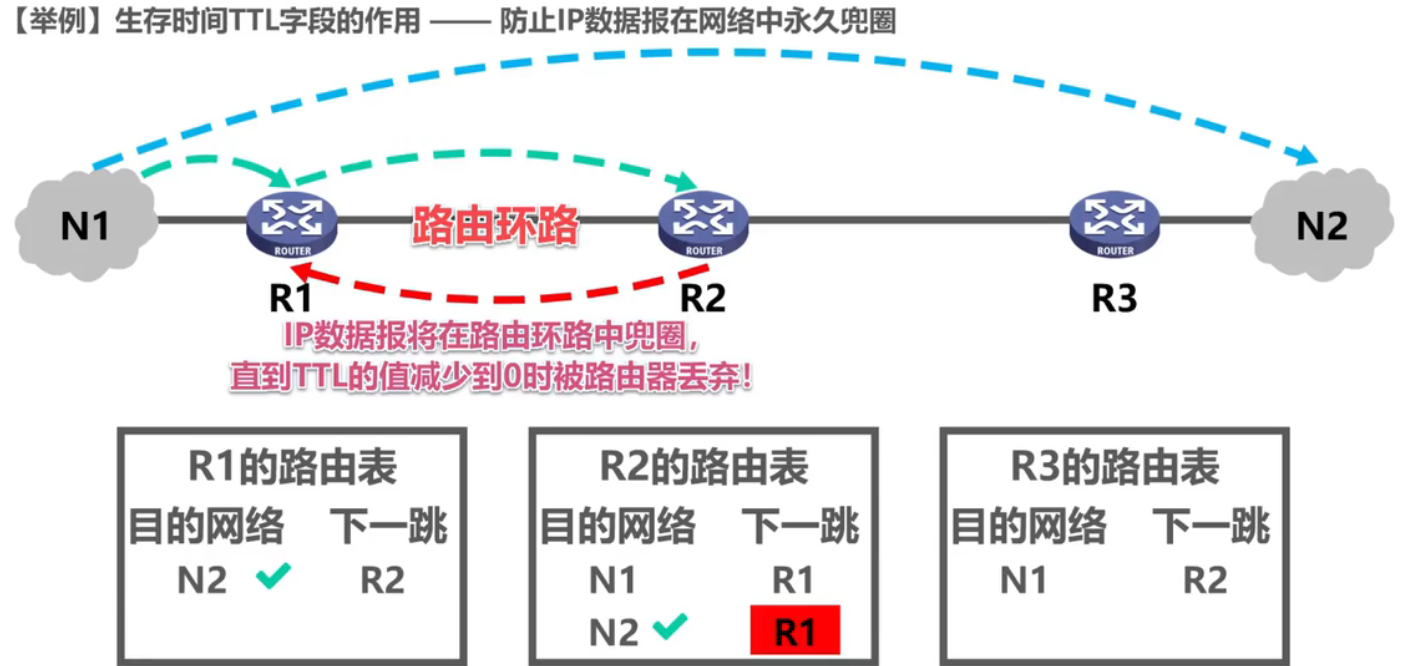 【举例】生存时间TTL字段的作用 —— 防止IP数据报在网络中永久兜圈
N1
ROUTER
路由环路
ROUTER
ROUTER
N2
R1
R2
R3
IP数据报将在路由环路中兜圈，
直到TTL的值减少到0时被路由器丢弃！
R1的路由表
目的网络 下一跳
N2 R2
R2的路由表
目的网络 下一跳
N1 R1
N2 R1
R3的路由表
目的网络 下一跳
N1 R2